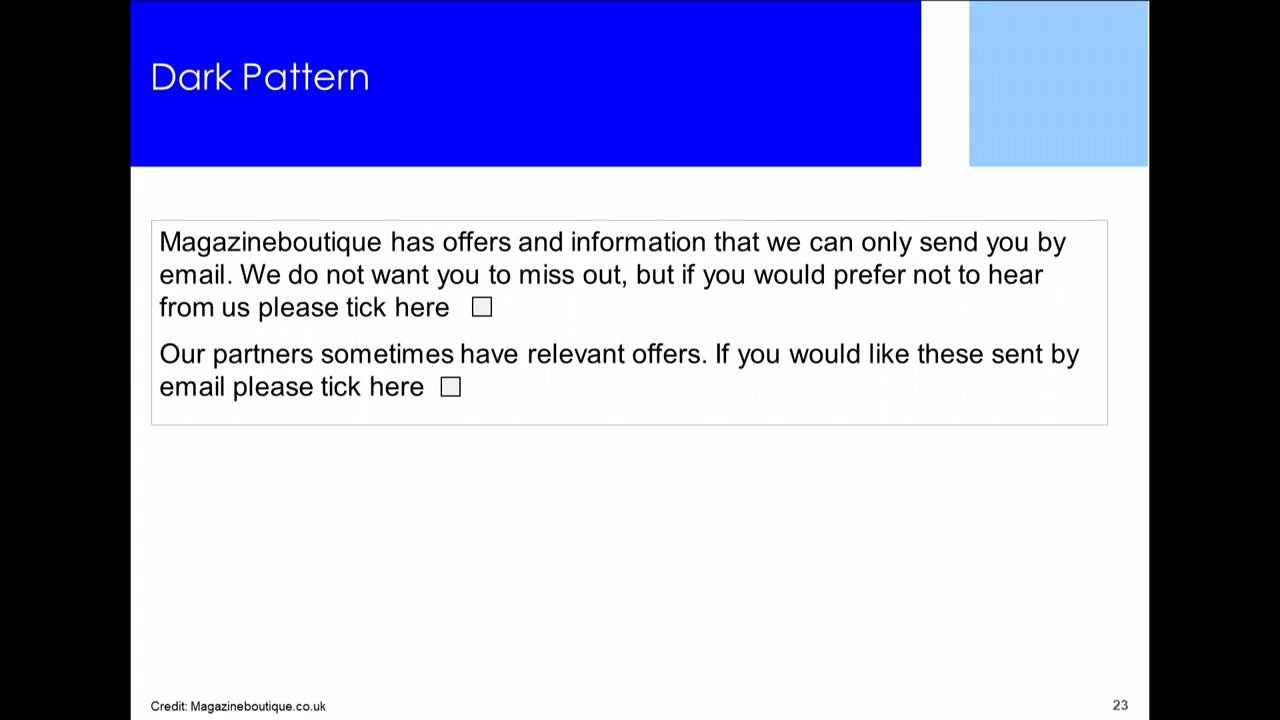 Dark Pattern
Magazineboutique has offers and information that we can only send you by
email. We do not want you to miss out, but if you would prefer not to hear
from us please tick here
Our partners sometimes have relevant offers. If you would like these sent by
email please tick here
Credit: Magazineboutique.co.uk
23